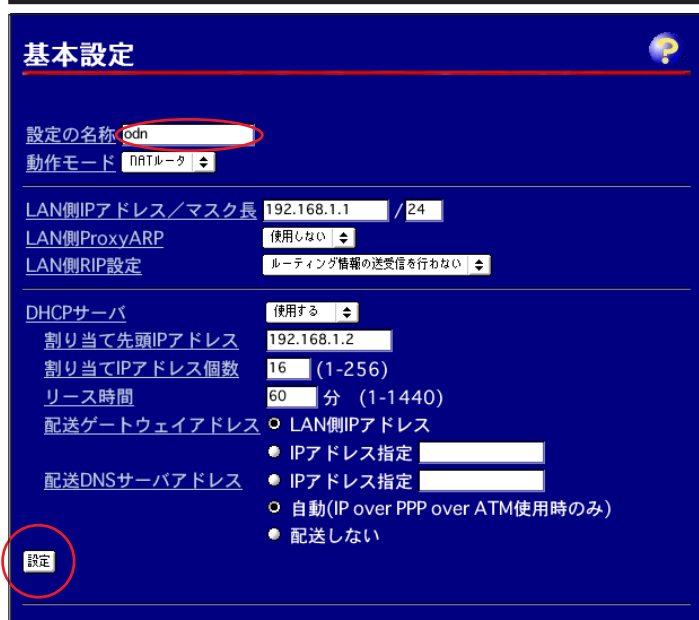 基本設定
?
設定の名称 odn
動作モード NATルータ
LAN側IPアドレス／マスク長 192.168.1.1 / 24
LAN側ProxyARP 使用しない
LAN側RIP設定 ルーティング情報の送受信を行わない
DHCPサーバ 使用する
割り当て先頭IPアドレス 192.168.1.2
割り当てIPアドレス個数 16 (1-256)
リース時間 60 分 (1-1440)
配送ゲートウェイアドレス LAN側IPアドレス
IPアドレス指定
配送DNSサーバアドレス IPアドレス指定
自動(IP over PPP over ATM使用時のみ)
配送しない
設定